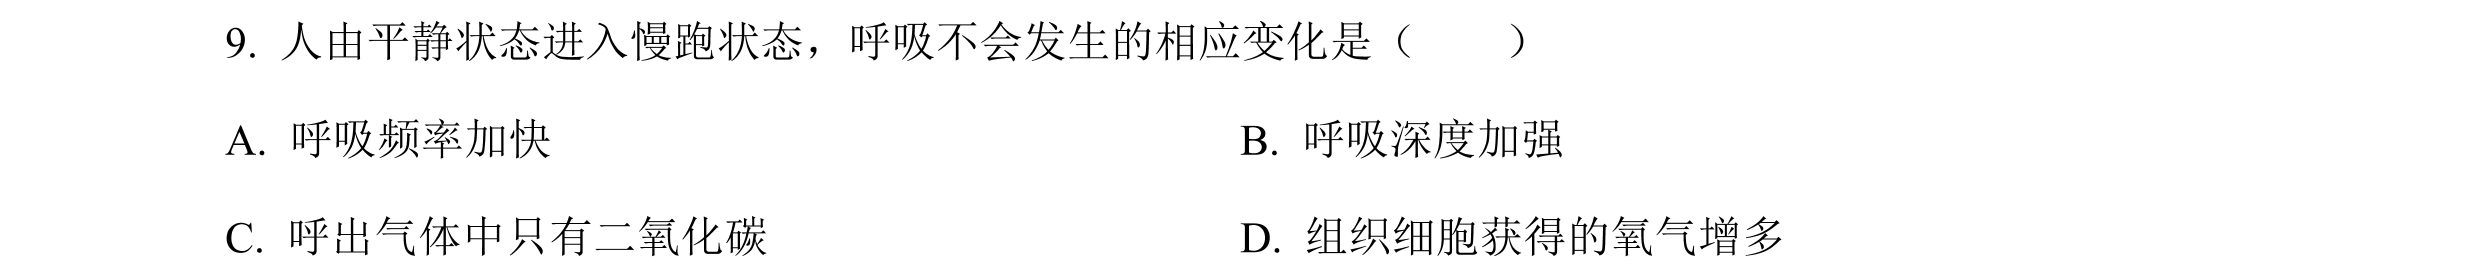 9. 人由平静状态进入慢跑状态，呼吸不会发生的相应变化是（　　）
A. 呼吸频率加快 B. 呼吸深度加强
C. 呼出气体中只有二氧化碳 D. 组织细胞获得的氧气增多